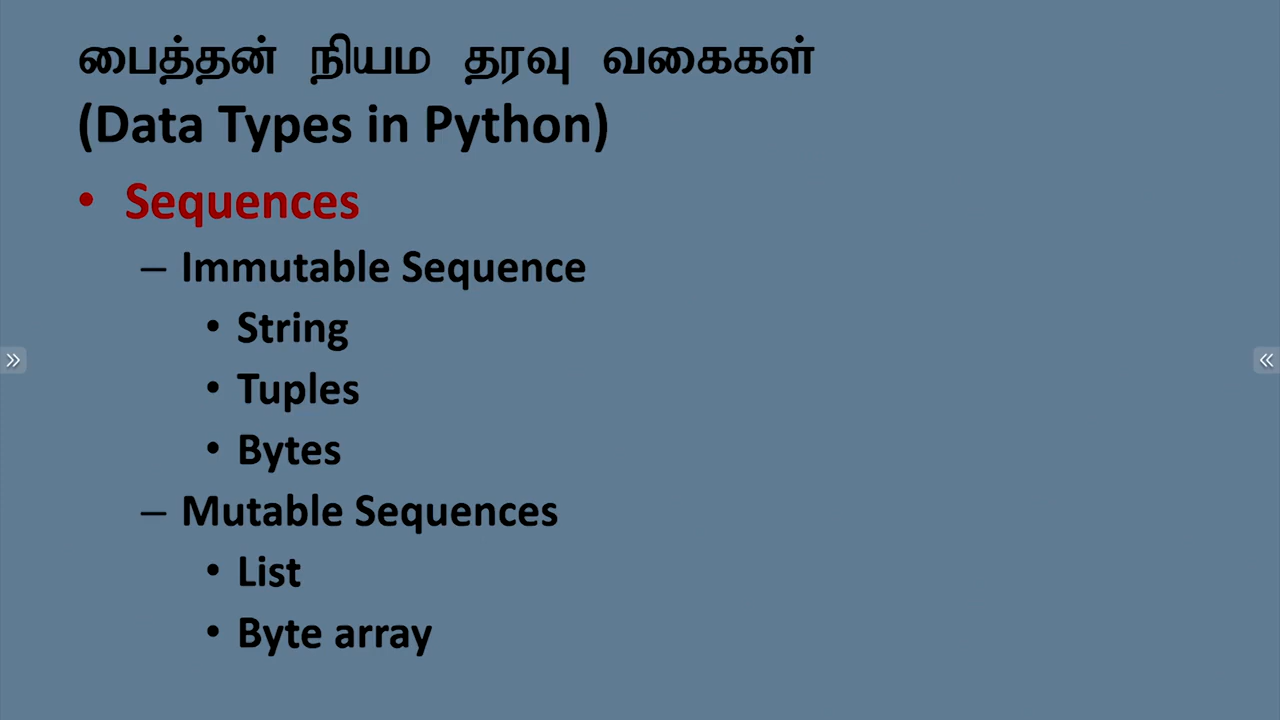 பைத்தன் நியம தரவு வகைகள்
(Data Types in Python)
• Sequences
– Immutable Sequence
• String
• Tuples
• Bytes
– Mutable Sequences
• List
• Byte array